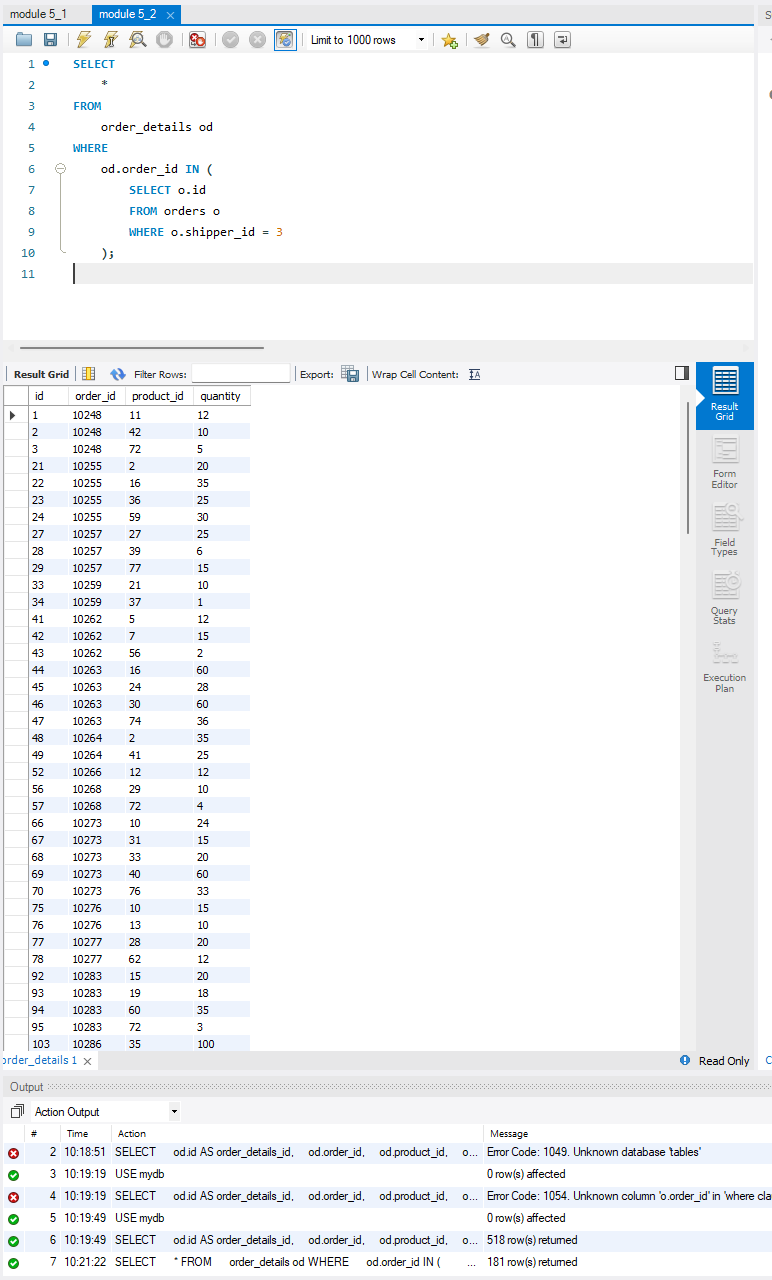 module 5_1 module 5_2 S
Limit to 1000 rows
1 SELECT
2 *
3 FROM
4 order_details od
5 WHERE
6 od.order_id IN (
7 SELECT o.id
8 FROM orders o
9 WHERE o.shipper_id = 3
10 );
11
Result Grid Filter Rows: Export: Wrap Cell Content:
id order_id product_id quantity
1 10248 11 12
2 10248 42 10
3 10248 72 5
21 10255 2 20
22 10255 16 35
23 10255 36 25
24 10255 59 30
27 10257 27 25
28 10257 39 6
29 10257 77 15
33 10259 21 10
34 10259 37 1
41 10262 5 12
42 10262 7 15
43 10262 56 2
44 10263 16 60
45 10263 24 28
46 10263 30 60
47 10263 74 36
48 10264 2 35
49 10264 41 25
52 10266 12 12
56 10268 29 10
57 10268 72 4
66 10273 10 24
67 10273 31 15
68 10273 33 20
69 10273 40 60
70 10273 76 33
75 10276 10 15
76 10276 13 10
77 10277 28 20
78 10277 62 12
92 10283 15 20
93 10283 19 18
94 10283 60 35
95 10283 72 3
103 10286 35 100
Result
Grid
Form
Editor
Field
Types
Query
Stats
Execution
Plan
order_details 1 Read Only C
Output
Action Output
# Time Action Message
2 10:18:51 SELECT od.id AS order_details_id, od.order_id, od.product_id, o... Error Code: 1049. Unknown database 'tables'
3 10:19:19 USE mydb 0 row(s) affected
4 10:19:19 SELECT od.id AS order_details_id, od.order_id, od.product_id, o... Error Code: 1054. Unknown column 'o.order_id' in 'where cla
5 10:19:49 USE mydb 0 row(s) affected
6 10:19:49 SELECT od.id AS order_details_id, od.order_id, od.product_id, o... 518 row(s) returned
7 10:21:22 SELECT * FROM order_details od WHERE od.order_id IN ( ... 181 row(s) returned